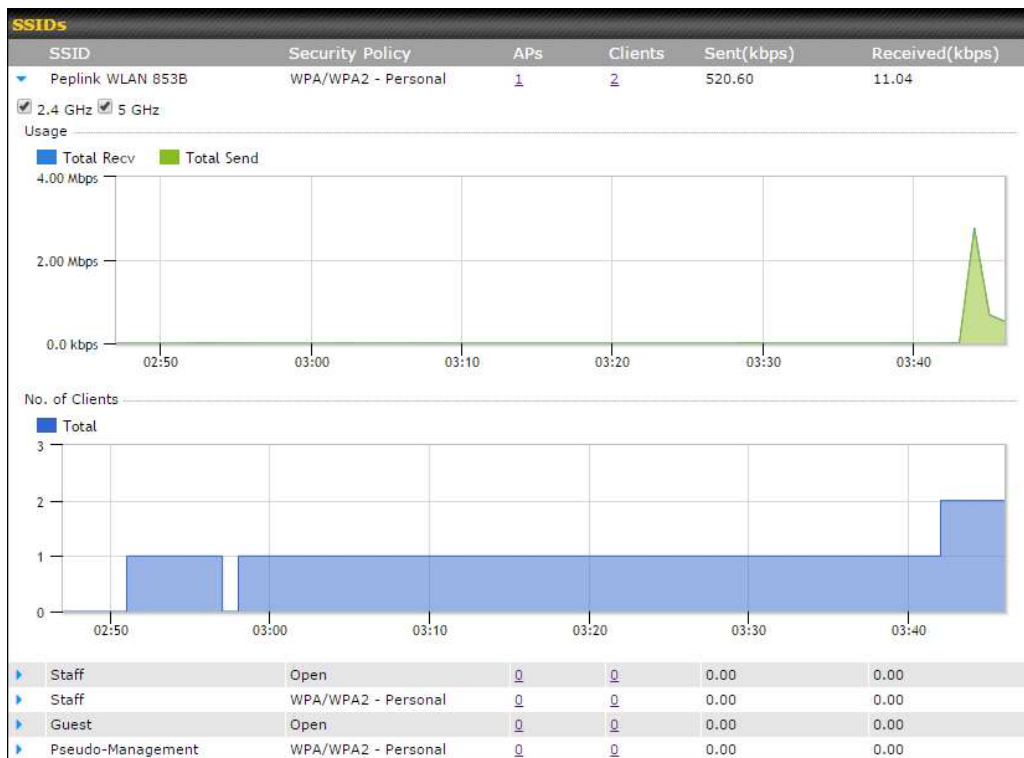 SSIDs
SSID Security Policy APs Clients Sent(kbps) Received(kbps)
Peplink WLAN 853B WPA/WPA2 - Personal 1 2 520.60 11.04
2.4 GHz 5 GHz
Usage
Total Recv Total Send
4.00 Mbps
2.00 Mbps
0.0 kbps
02:50 03:00 03:10 03:20 03:30 03:40
No. of Clients
Total
3
2
1
0
02:50 03:00 03:10 03:20 03:30 03:40
Staff Open 0 0 0.00 0.00
Staff WPA/WPA2 - Personal 0 0 0.00 0.00
Guest Open 0 0 0.00 0.00
Pseudo-Management WPA/WPA2 - Personal 0 0 0.00 0.00